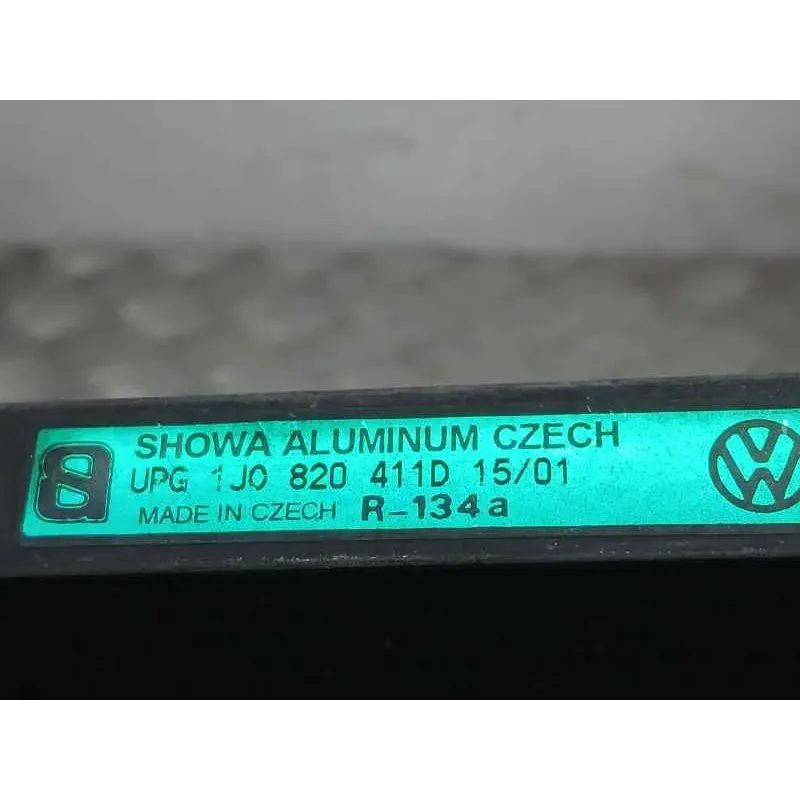 SHOWA ALUMINUM CZECH
UPG 1J0 820 411D 15/01
MADE IN CZECH R-134a